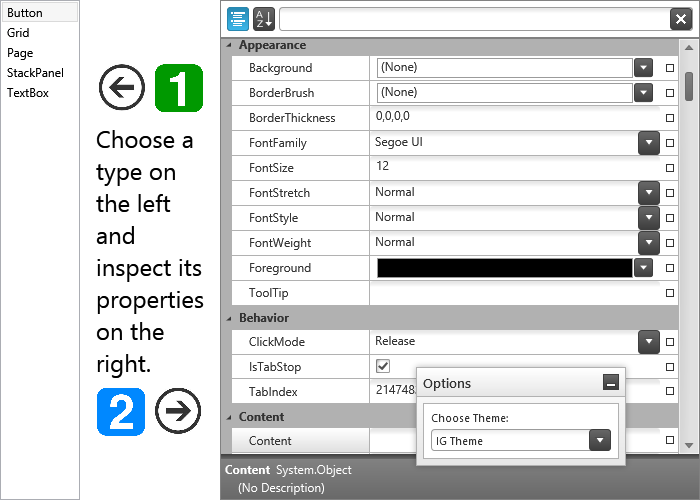 Button
Grid
Page
StackPanel
TextBox
1
Choose a
type on
the left
and
inspect its
properties
on the
right.
2
A
Z
Appearance
Background (None)
BorderBrush (None)
BorderThickness 0,0,0,0
FontFamily Segoe UI
FontSize 12
FontStretch Normal
FontStyle Normal
FontWeight Normal
Foreground
ToolTip
Behavior
ClickMode Release
IsTabStop
TabIndex
Content
Content
Options
Choose Theme:
IG Theme
Content System.Object
(No Description)